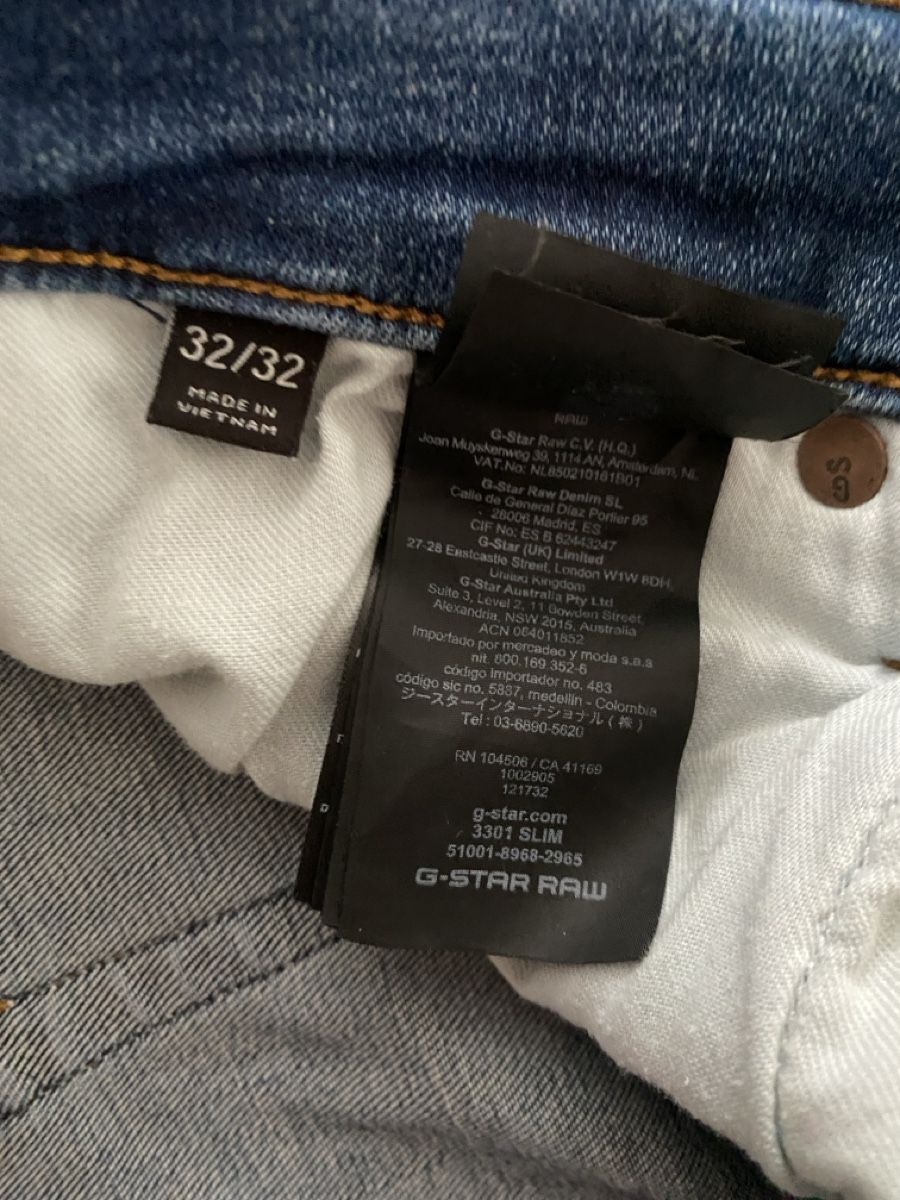 32/32
MADE IN
VIETNAM
RAW
G-Star Raw C.V. (H.Q.)
Joan Muyskenweg 39, 1114 AN, Amsterdam, NL
VAT.No: NL850210161B01
G-Star Raw Denim SL
Calle de General Díaz Porlier 95
28006 Madrid, ES
CIF No: ES B 62443247
G-Star (UK) Limited
27-28 Eastcastle Street, London W1W 8DH,
United Kingdom
G-Star Australia Pty Ltd
Suite 3, Level 2, 11 Bowden Street,
Alexandria, NSW 2015, Australia
ACN 064011852
Importado por mercadeo y moda s.a.s
nit. 800.169.352-6
código importador no. 483
código sic no. 5887, medellin - Colombia
ジースターインターナショナル(株)
Tel : 03-6890-5620
RN 104506 / CA 41169
1002905
121732
g-star.com
3301 SLIM
51001-8968-2965
G-STAR RAW
GS
F
D